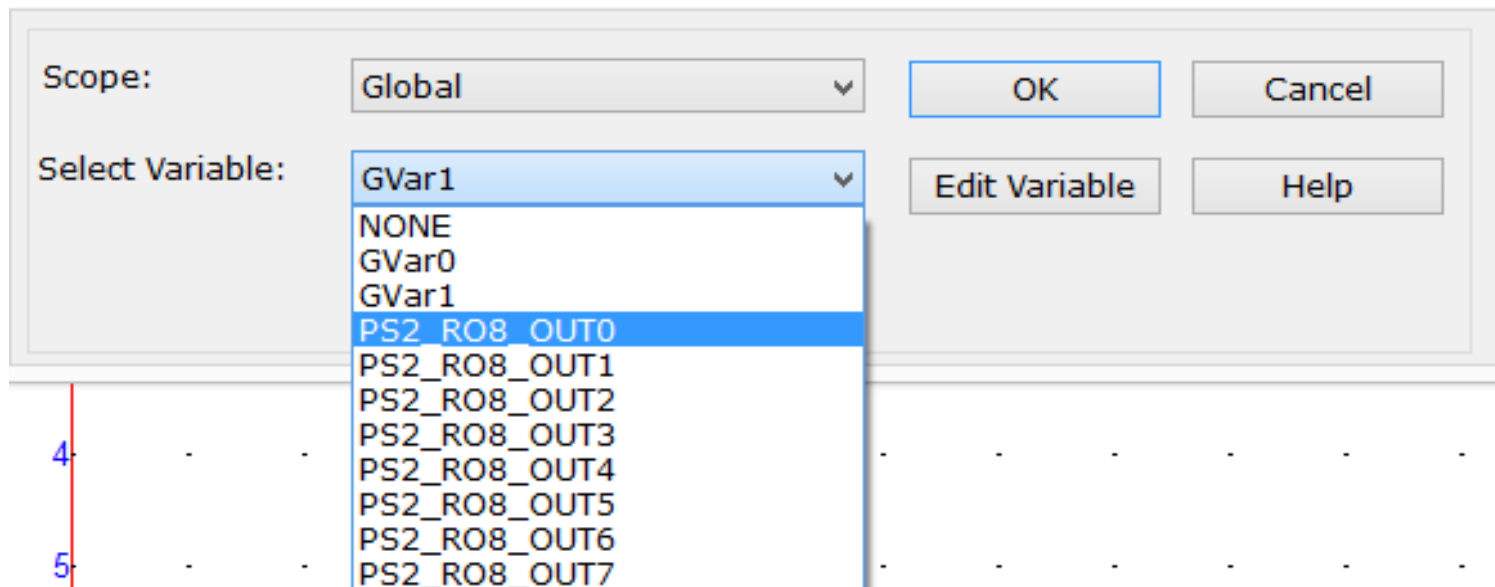 Scope: Global OK Cancel
Select Variable: GVar1 Edit Variable Help
NONE
GVar0
GVar1
PS2_RO8_OUT0
PS2_RO8_OUT1
PS2_RO8_OUT2
PS2_RO8_OUT3
4
PS2_RO8_OUT4
PS2_RO8_OUT5
PS2_RO8_OUT6
5
PS2_RO8_OUT7